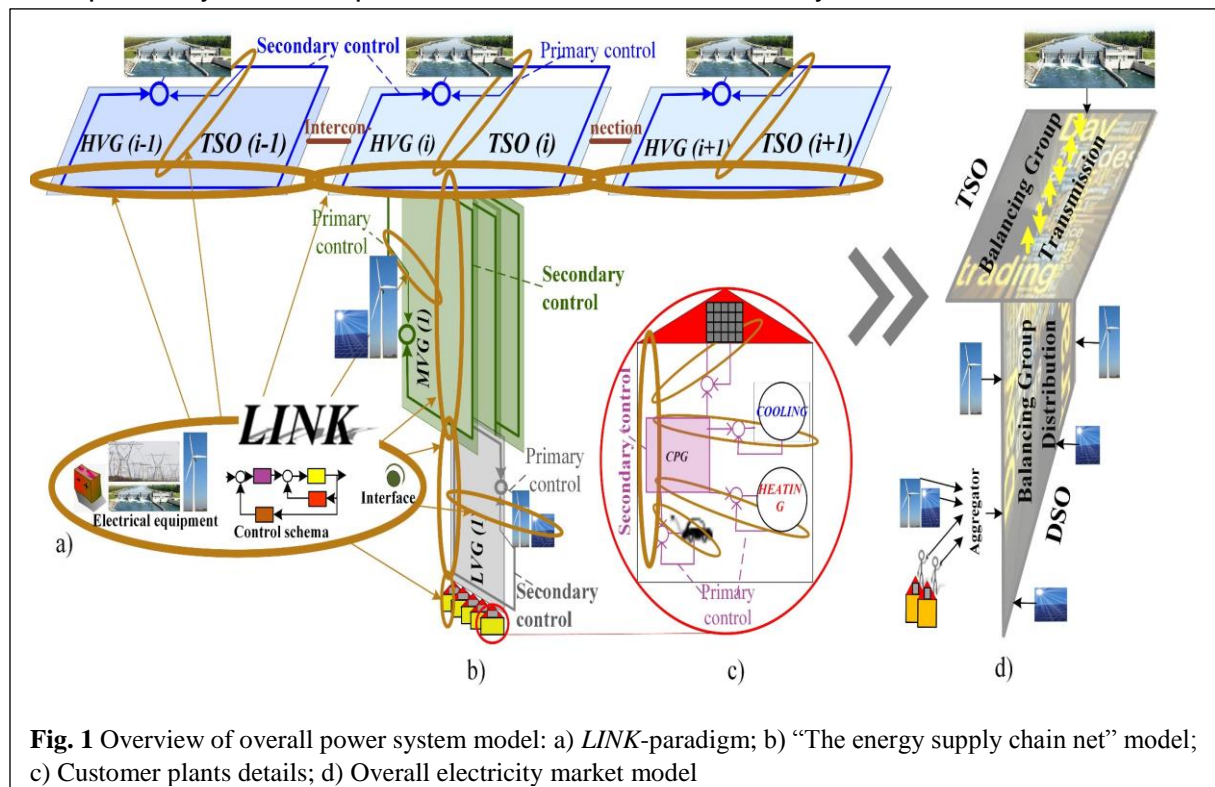 Secondary control
Primary control
HVG (i-1)
TSO (i-1)
Intercon-
HVG (i)
TSO (i)
nection
HVG (i+1)
TSO (i+1)
Primary
control
Secondary
control
MVG (1)
LINK
Electrical equipment
Control schema
Interface
a)
LVG (1)
Primary
control
Secondary
control
b)
Secondary control
CPG
COOLING
HEATIN
G
Primary
control
c)
TSO
Balancing Group
Transmission
Day
trading
Balancing Group
Distribution
DSO
Aggregator
d)
Fig. 1 Overview of overall power system model: a) LINK-paradigm; b) “The energy supply chain net” model;
c) Customer plants details; d) Overall electricity market model